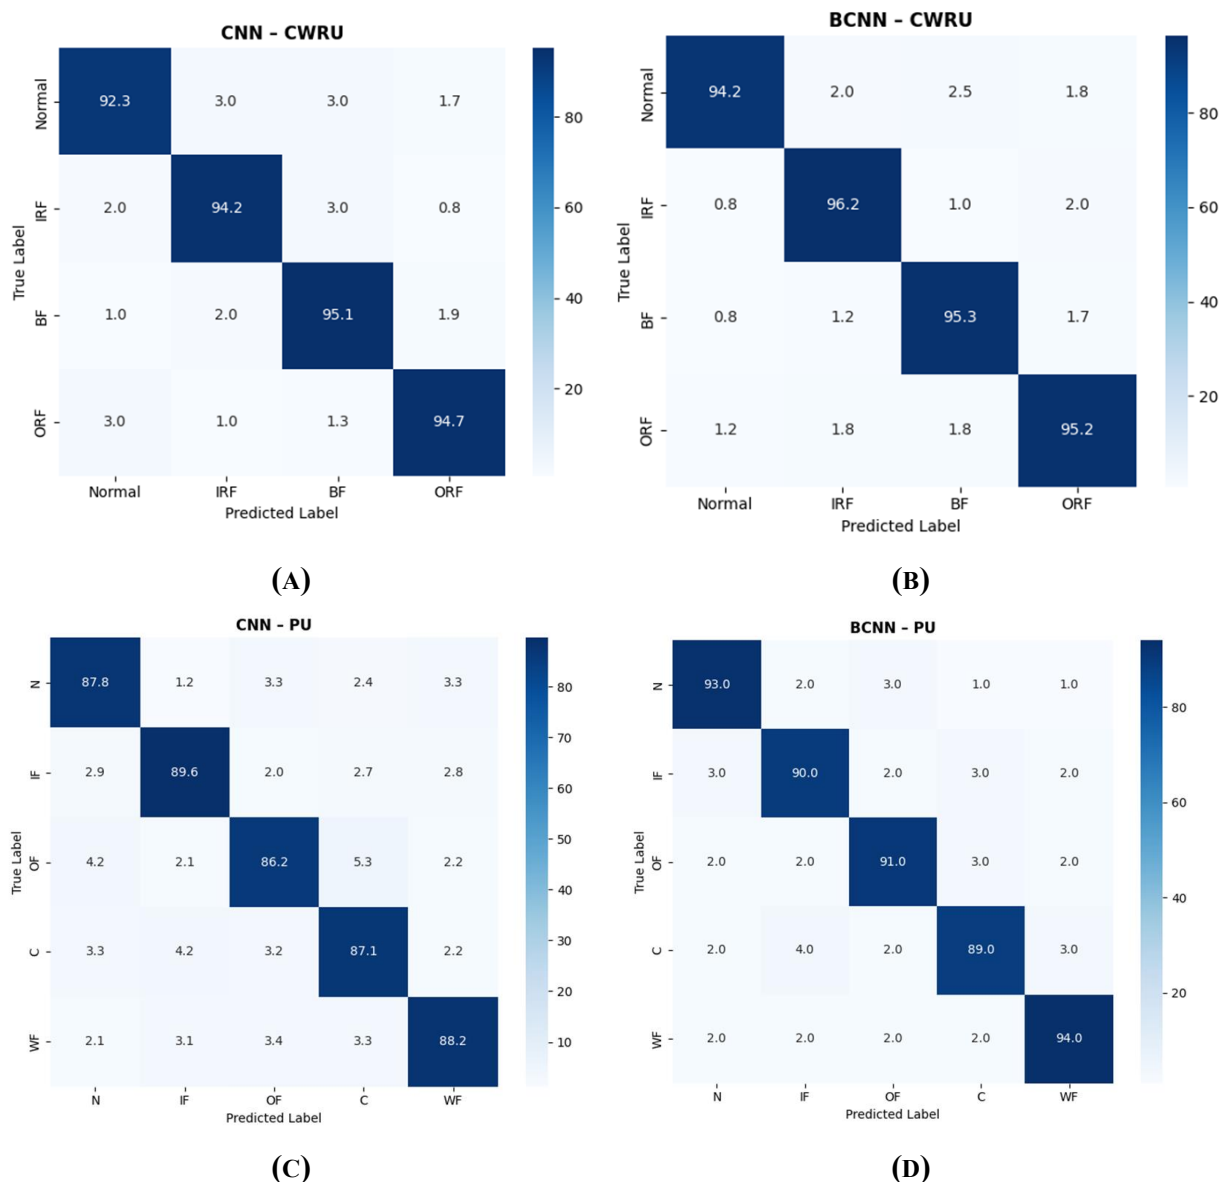 CNN – CWRU
True Label
Normal 92.3 3.0 3.0 1.7
IRF 2.0 94.2 3.0 0.8
BF 1.0 2.0 95.1 1.9
ORF 3.0 1.0 1.3 94.7
Normal IRF BF ORF
Predicted Label
80
60
40
20
(A)
BCNN – CWRU
True Label
Normal 94.2 2.0 2.5 1.8
IRF 0.8 96.2 1.0 2.0
BF 0.8 1.2 95.3 1.7
ORF 1.2 1.8 1.8 95.2
Normal IRF BF ORF
Predicted Label
80
60
40
20
(B)
CNN – PU
True Label
N 87.8 1.2 3.3 2.4 3.3
IF 2.9 89.6 2.0 2.7 2.8
OF 4.2 2.1 86.2 5.3 2.2
C 3.3 4.2 3.2 87.1 2.2
WF 2.1 3.1 3.4 3.3 88.2
N IF OF C WF
Predicted Label
80
70
60
50
40
30
20
10
(C)
BCNN – PU
True Label
N 93.0 2.0 3.0 1.0 1.0
IF 3.0 90.0 2.0 3.0 2.0
OF 2.0 2.0 91.0 3.0 2.0
C 2.0 4.0 2.0 89.0 3.0
WF 2.0 2.0 2.0 2.0 94.0
N IF OF C WF
Predicted Label
80
60
40
20
(D)